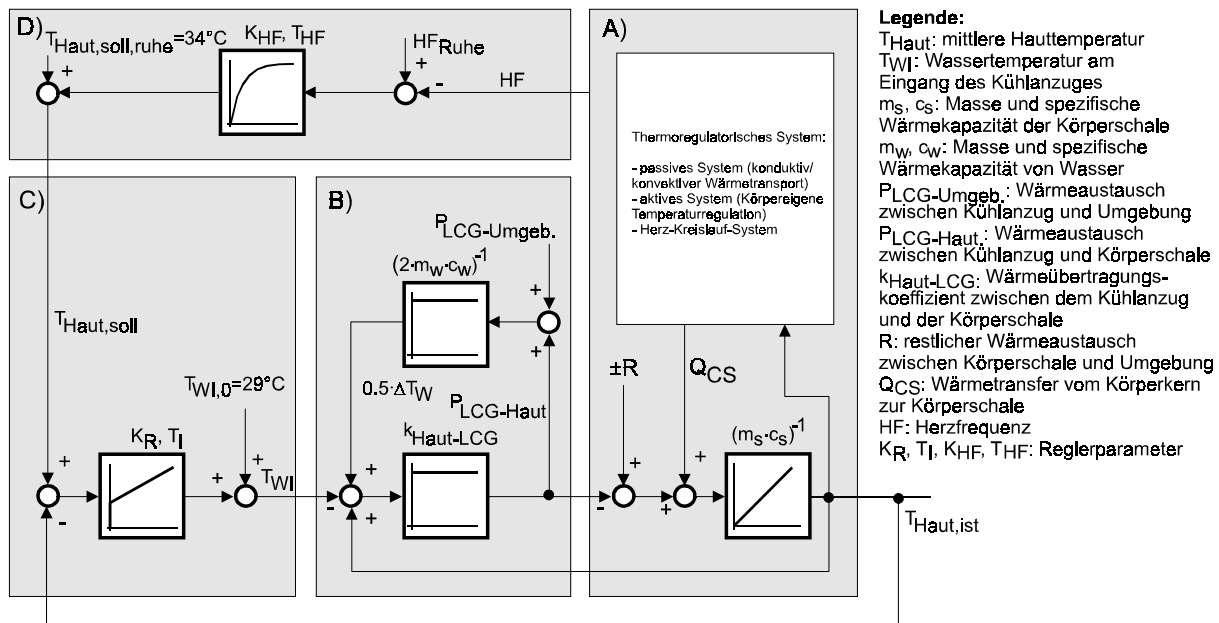 D)
T_Haut,soll,ruhe=34°C
K_HF, T_HF
HF_Ruhe
+
+
-
HF
A)
Thermoregulatorisches System:
- passives System (konduktiv/
konvektiver Wärmetransport)
- aktives System (Körpereigene
Temperaturregulation)
- Herz-Kreislauf-System
C)
B)
P_LCG-Umgeb.
(2·m_W·c_W)^-1
+
+
T_Haut,soll
0.5·ΔT_W
±R
Q_CS
T_WI,0=29°C
P_LCG-Haut
K_R, T_I
k_Haut-LCG
(m_S·c_S)^-1
+
-
+
+
T_WI
+
-
+
+
-
+
+
T_Haut,ist
Legende:
T_Haut: mittlere Hauttemperatur
T_WI: Wassertemperatur am
Eingang des Kühlanzuges
m_S, c_S: Masse und spezifische
Wärmekapazität der Körperschale
m_W, c_W: Masse und spezifische
Wärmekapazität von Wasser
P_LCG-Umgeb.: Wärmeaustausch
zwischen Kühlanzug und Umgebung
P_LCG-Haut.: Wärmeaustausch
zwischen Kühlanzug und Körperschale
k_Haut-LCG: Wärmeübertragungs-
koeffizient zwischen dem Kühlanzug
und der Körperschale
R: restlicher Wärmeaustausch
zwischen Körperschale und Umgebung
Q_CS: Wärmetransfer vom Körperkern
zur Körperschale
HF: Herzfrequenz
K_R, T_I, K_HF, T_HF: Reglerparameter